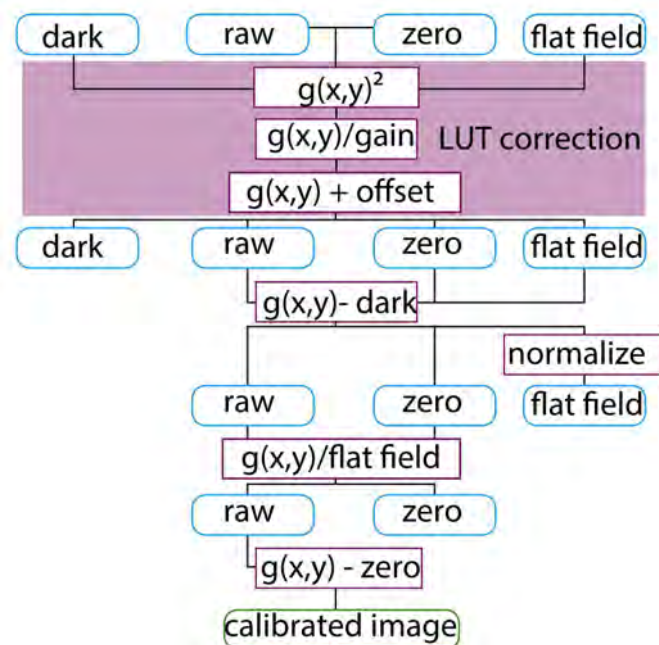 dark raw zero flat field
g(x,y)²
g(x,y)/gain LUT correction
g(x,y) + offset
dark raw zero flat field
g(x,y)- dark
normalize
raw zero flat field
g(x,y)/flat field
raw zero
g(x,y) - zero
calibrated image